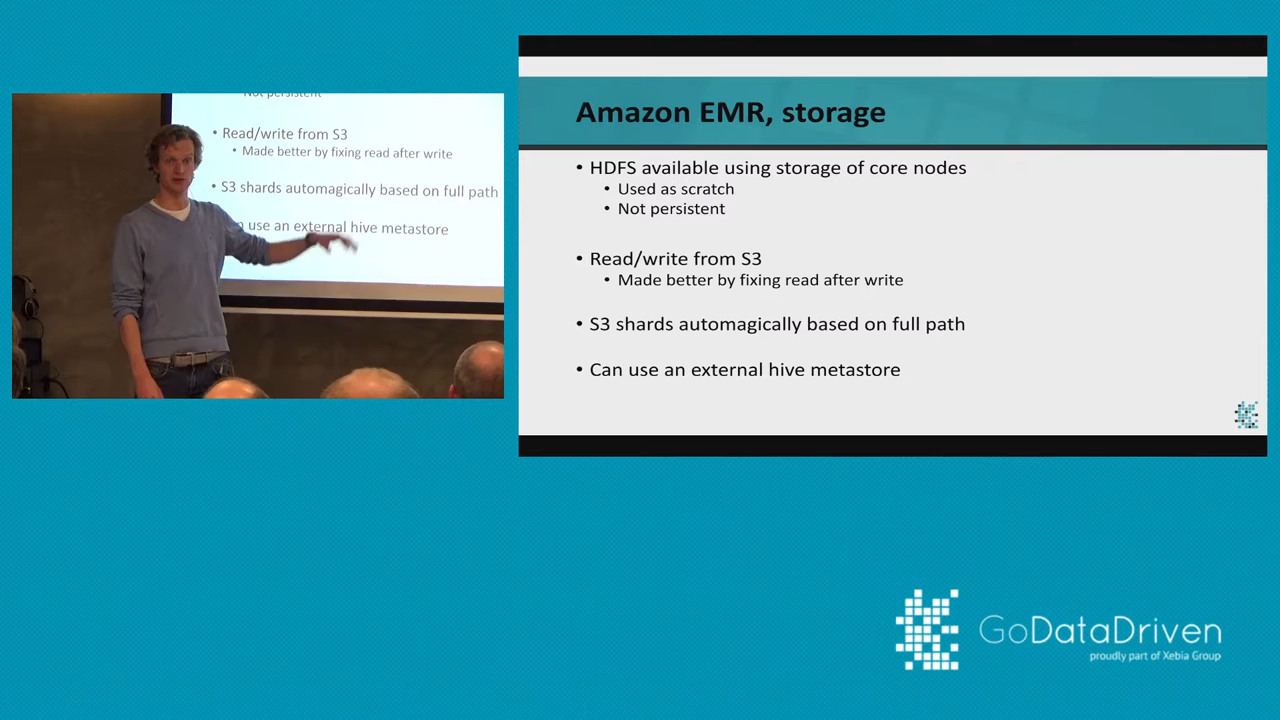 Not persistent
• Read/write from S3
• Made better by fixing read after write
• S3 shards automagically based on full path
use an external hive metastore
Amazon EMR, storage
• HDFS available using storage of core nodes
• Used as scratch
• Not persistent
• Read/write from S3
• Made better by fixing read after write
• S3 shards automagically based on full path
• Can use an external hive metastore
GoDataDriven
proudly part of Xebia Group